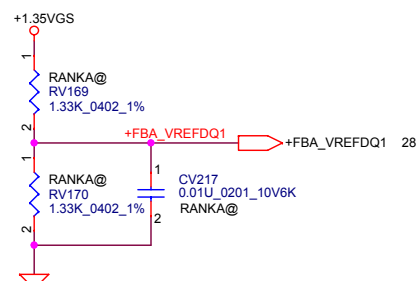 +1.35VGS
1
RANKA@
RV169
1.33K_0402_1%
2
+FBA_VREFDQ1
+FBA_VREFDQ1 28
1
RANKA@
RV170
1.33K_0402_1%
2
1
CV217
0.01U_0201_10V6K
2
RANKA@